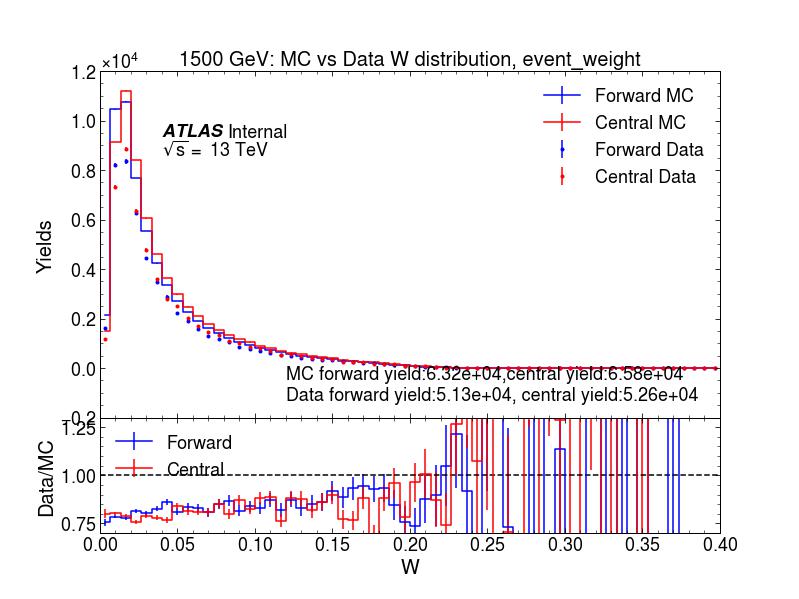 ×10⁴
1500 GeV: MC vs Data W distribution, event_weight
1.2
1.0
0.8
0.6
0.4
0.2
0.0
0.2
Yields
ATLAS Internal
√s = 13 TeV
Forward MC
Central MC
Forward Data
Central Data
MC forward yield:6.32e+04,central yield:6.58e+04
Data forward yield:5.13e+04, central yield:5.26e+04
1.25
1.00
0.75
Data/MC
Forward
Central
0.00 0.05 0.10 0.15 0.20 0.25 0.30 0.35 0.40
W